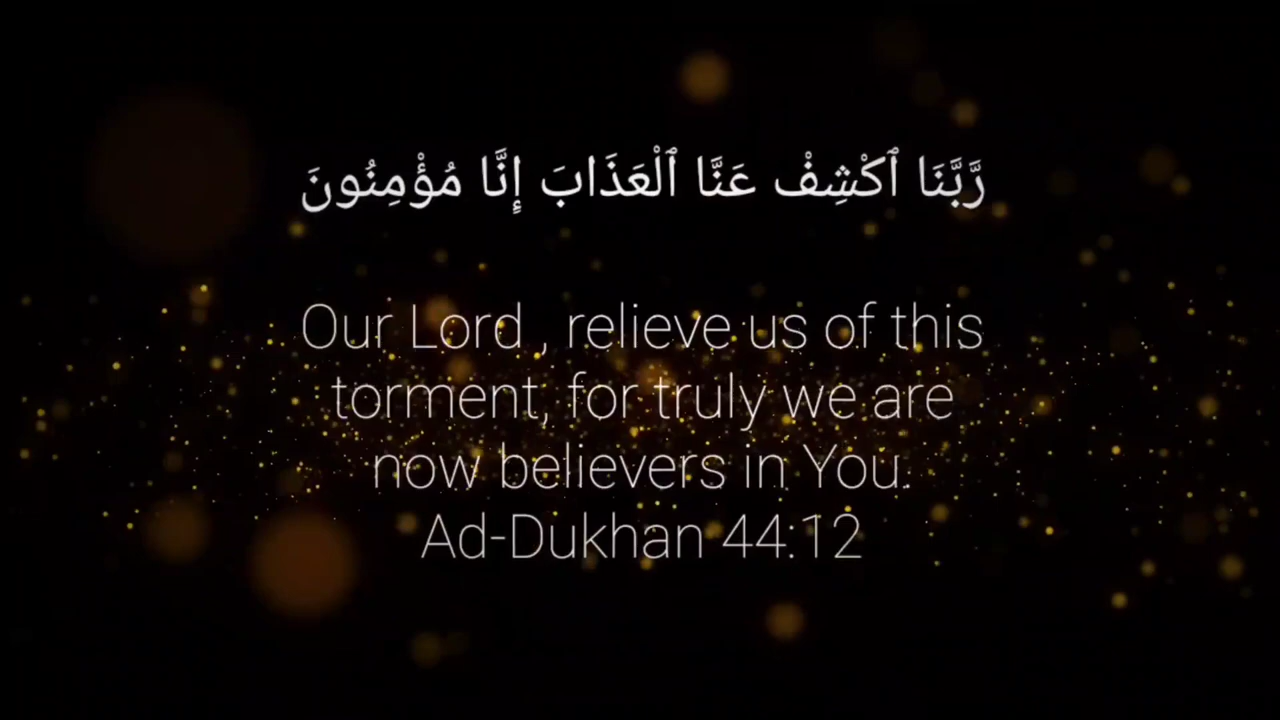 رَّبَّنَا ٱكْشِفْ عَنَّا ٱلْعَذَابَ إِنَّا مُؤْمِنُونَ
Our Lord , relieve us of this
torment, for truly we are
now believers in You.
Ad-Dukhan 44:12